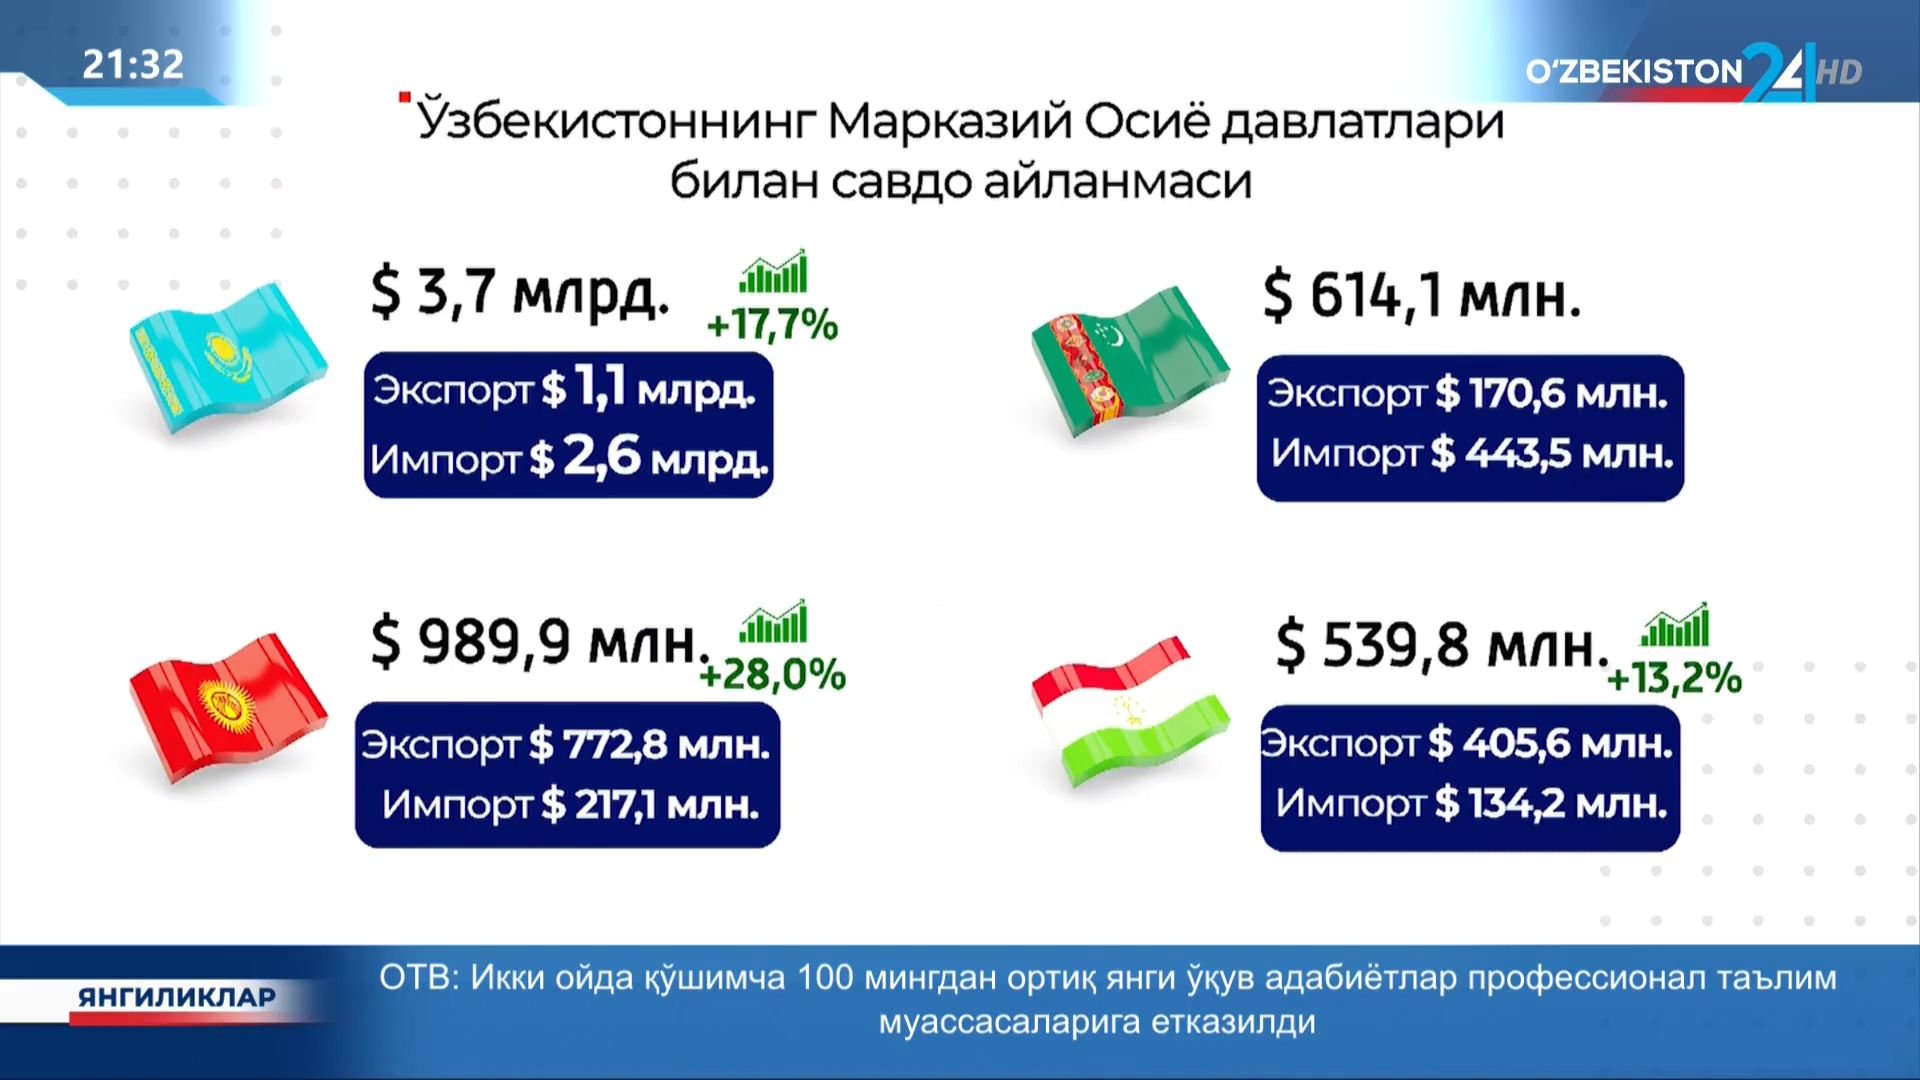 21:32
O‘ZBEKISTON 24 HD
Ўзбекистоннинг Марказий Осиё давлатлари
билан савдо айланмаси
$ 3,7 млрд.
+17,7%
Экспорт $ 1,1 млрд.
Импорт $ 2,6 млрд.
$ 614,1 млн.
Экспорт $ 170,6 млн.
Импорт $ 443,5 млн.
$ 989,9 млн.
+28,0%
Экспорт $ 772,8 млн.
Импорт $ 217,1 млн.
$ 539,8 млн.
+13,2%
Экспорт $ 405,6 млн.
Импорт $ 134,2 млн.
ЯНГИЛИКЛАР
ОТВ: Икки ойда қўшимча 100 мингдан ортиқ янги ўқув адабиётлар профессионал таълим
муассасаларига етказилди